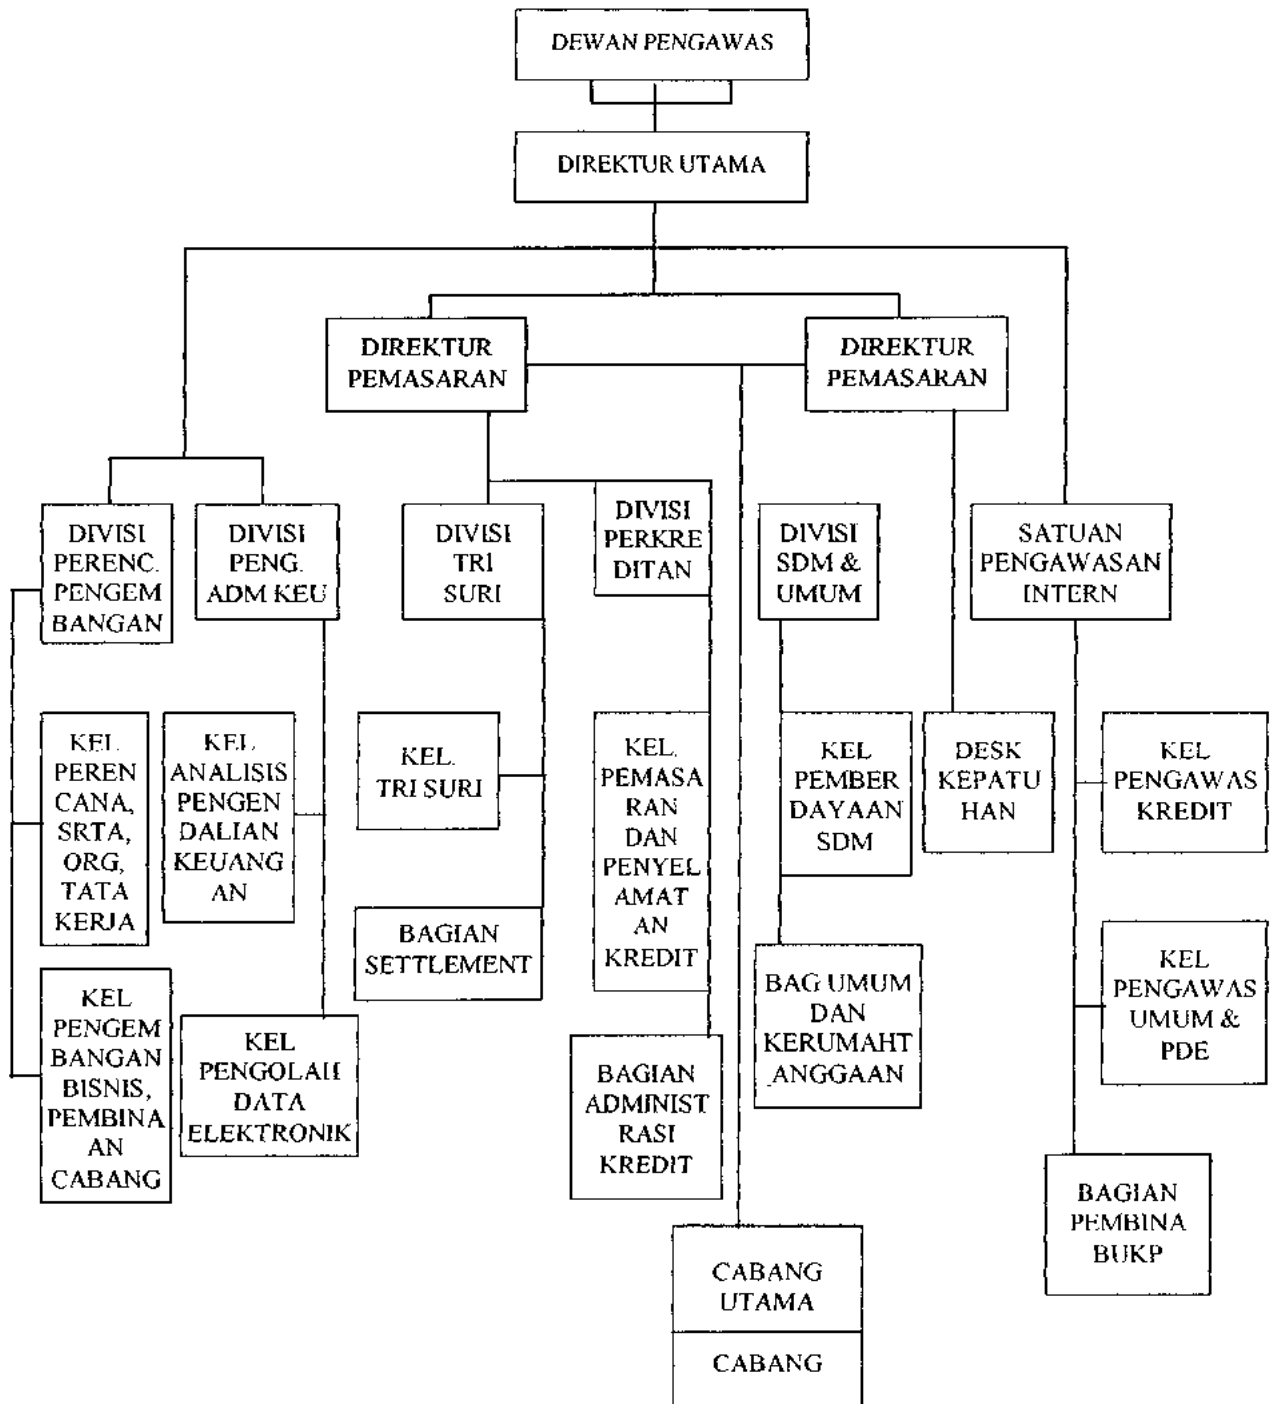 DEWAN PENGAWAS
DIREKTUR UTAMA
DIREKTUR
PEMASARAN
DIREKTUR
PEMASARAN
DIVISI
PERENC.
PENGEM
BANGAN
DIVISI
PENG.
ADM KEU
DIVISI
TRI
SURI
DIVISI
PERKRE
DITAN
DIVISI
SDM &
UMUM
SATUAN
PENGAWASAN
INTERN
KEL
PEREN
CANA,
SRTA,
ORG,
TATA
KERJA
KEL
ANALISIS
PENGEN
DALIAN
KEUANG
AN
KEL.
TRI SURI
KEL.
PEMASA
RAN
DAN
PENYEL
AMAT
AN
KREDIT
KEL
PEMBER
DAYAAN
SDM
DESK
KEPATU
HAN
KEL
PENGAWAS
KREDIT
BAGIAN
SETTLEMENT
KEL
PENGAWAS
UMUM &
PDE
KEL
PENGEM
BANGAN
BISNIS,
PEMBINA
AN
CABANG
KEL
PENGOLAH
DATA
ELEKTRONIK
BAGIAN
ADMINIST
RASI
KREDIT
BAG UMUM
DAN
KERUMAHT
ANGGAAN
BAGIAN
PEMBINA
BUKP
CABANG
UTAMA
CABANG